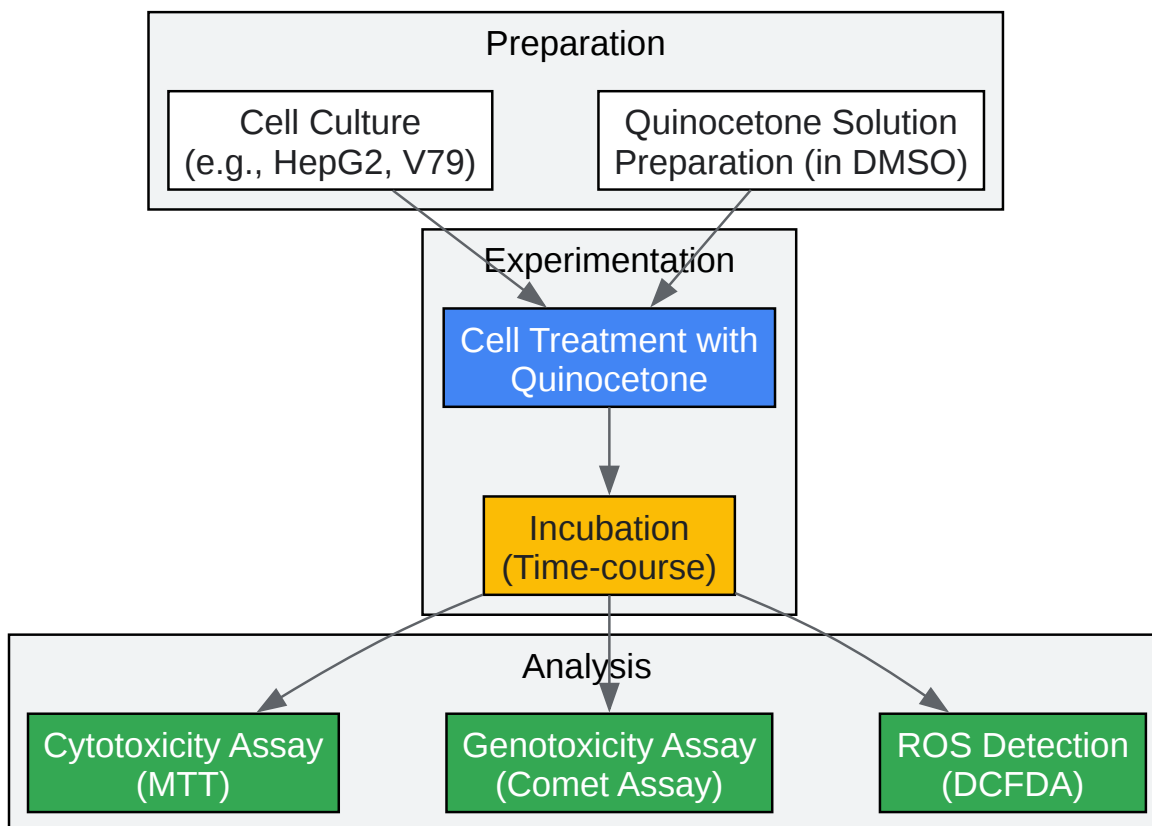 Preparation
Cell Culture
(e.g., HepG2, V79)
Quinocetone Solution
Preparation (in DMSO)
Experimentation
Cell Treatment with
Quinocetone
Incubation
(Time-course)
Analysis
Cytotoxicity Assay
(MTT)
Genotoxicity Assay
(Comet Assay)
ROS Detection
(DCFDA)